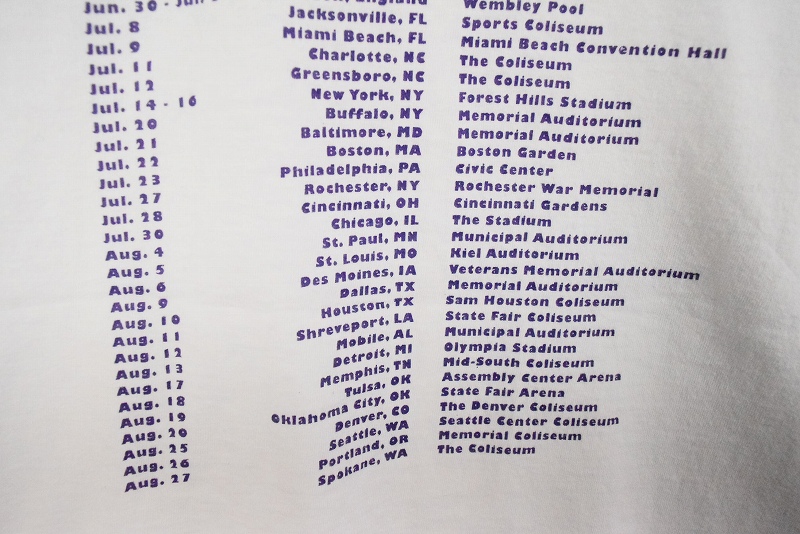 Jun. 30 - England Wembley Pool
Jul. 8 Jacksonville, FL Sports Coliseum
Jul. 9 Miami Beach, FL Miami Beach Convention Hall
Jul. 11 Charlotte, NC The Coliseum
Jul. 12 Greensboro, NC The Coliseum
Jul. 14 - 16 New York, NY Forest Hills Stadium
Jul. 20 Buffalo, NY Memorial Auditorium
Jul. 21 Baltimore, MD Memorial Auditorium
Jul. 22 Boston, MA Boston Garden
Jul. 23 Philadelphia, PA Civic Center
Jul. 27 Rochester, NY Rochester War Memorial
Jul. 28 Cincinnati, OH Cincinnati Gardens
Jul. 30 Chicago, IL The Stadium
Aug. 4 St. Paul, MN Municipal Auditorium
Aug. 5 St. Louis, MO Kiel Auditorium
Aug. 6 Des Moines, IA Veterans Memorial Auditorium
Aug. 9 Dallas, TX Memorial Auditorium
Aug. 10 Houston, TX Sam Houston Coliseum
Aug. 11 Shreveport, LA State Fair Coliseum
Aug. 12 Mobile, AL Municipal Auditorium
Aug. 13 Detroit, MI Olympia Stadium
Aug. 17 Memphis, TN Mid-South Coliseum
Aug. 18 Tulsa, OK Assembly Center Arena
Aug. 19 Oklahoma City, OK State Fair Arena
Aug. 20 Denver, CO The Denver Coliseum
Aug. 25 Seattle, WA Seattle Center Coliseum
Aug. 26 Portland, OR Memorial Coliseum
Aug. 27 Spokane, WA The Coliseum